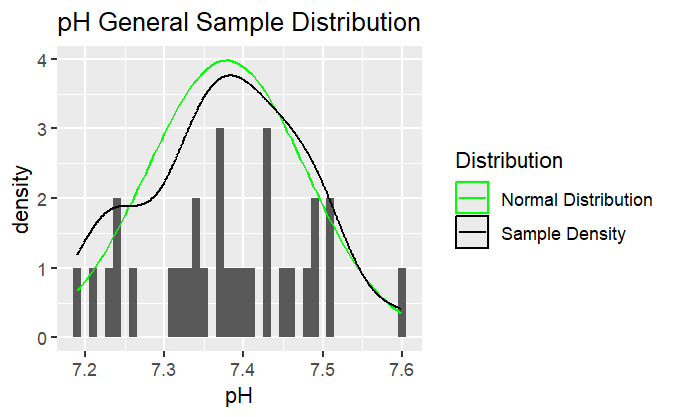 pH General Sample Distribution
density
4
3
2
1
0
7.2 7.3 7.4 7.5 7.6
pH
Distribution
Normal Distribution
Sample Density